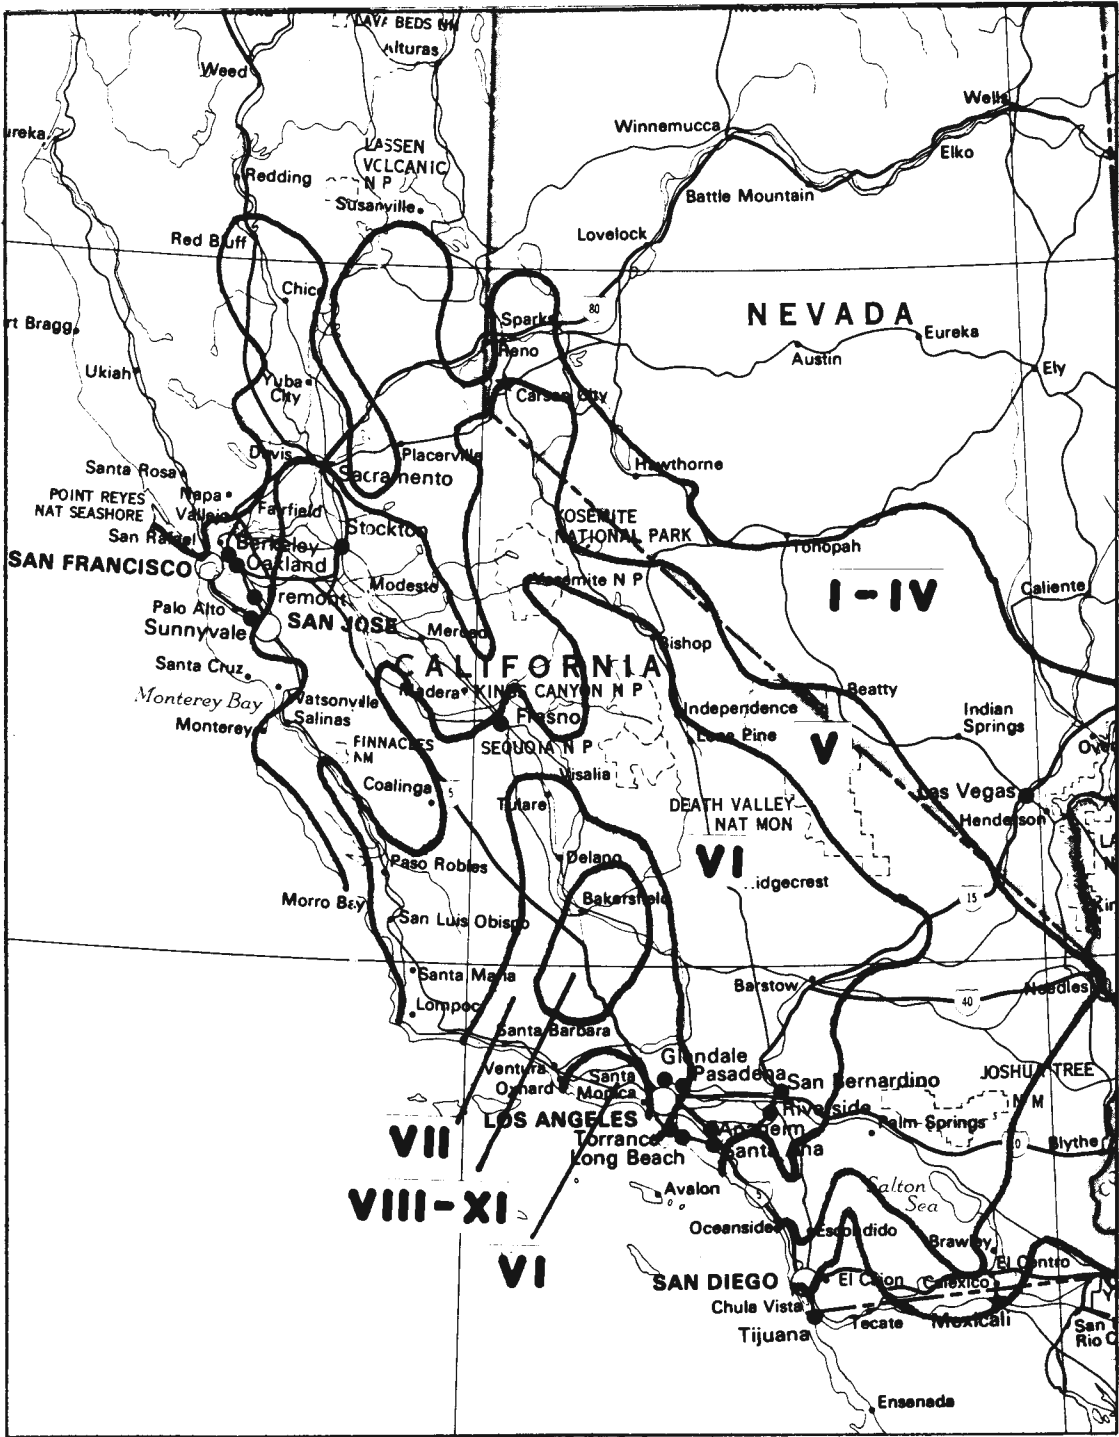 LAVA BEDS NM
Alturas
Weed
Wells
ureka
Winnemucca
Elko
LASSEN
VOLCANIC
N P
Redding
Battle Mountain
Susanville
Lovelock
Red Bluff
Chico
NEVADA
80
Sparks
rt Bragg
Eureka
Reno
Austin
Ukiah
Ely
Yuba
City
Carson City
Davis
Placerville
Hawthorne
Santa Rosa
Sacramento
POINT REYES
NAT SEASHORE
Napa
Vallejo
Fairfield
YOSEMITE
NATIONAL PARK
Stockton
San Rafael
Berkeley
Tonopah
SAN FRANCISCO
Oakland
Yosemite N P
Modesto
I-IV
Caliente
Fremont
Palo Alto
SAN JOSE
Sunnyvale
Merced
Bishop
Santa Cruz
CALIFORNIA
Monterey Bay
Watsonville
Madera
KINGS CANYON N P
Beatty
Salinas
Fresno
Independence
Indian
Springs
Monterey
PINNACLES
NM
SEQUOIA N P
Lone Pine
V
Visalia
Coalinga
5
Tulare
Las Vegas
DEATH VALLEY
NAT MON
Henderson
Paso Robles
Delano
VI
idgecrest
Morro Bay
Bakersfield
15
San Luis Obispo
Santa Maria
Barstow
Needles
40
Lompoc
Santa Barbara
Glendale
Ventura
Pasadena
JOSHUA TREE
N M
Oxnard
Santa
Monica
San Bernardino
LOS ANGELES
Riverside
Palm Springs
VII
Anaheim
Torrance
Santa Ana
Long Beach
Blythe
VIII-XI
Avalon
5
Salton
Sea
Oceanside
Escondido
Brawley
VI
El Centro
SAN DIEGO
El Cajon
Calexico
Chula Vista
Tecate
Mexicali
Tijuana
San
Rio C
Ensenada